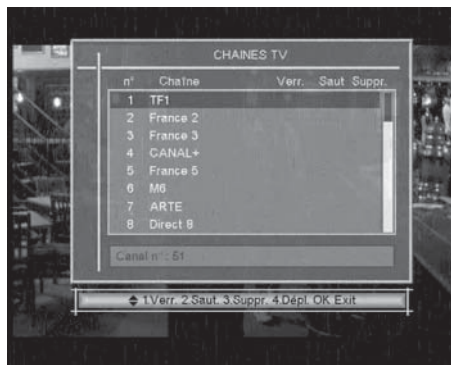 CHAINES TV
n° Chaîne Verr. Saut Suppr.
1 TF1
2 France 2
3 France 3
4 CANAL+
5 France 5
6 M6
7 ARTE
8 Direct 8
Canal n° : 51
1.Verr. 2.Saut. 3.Suppr. 4.Dépl. OK Exit